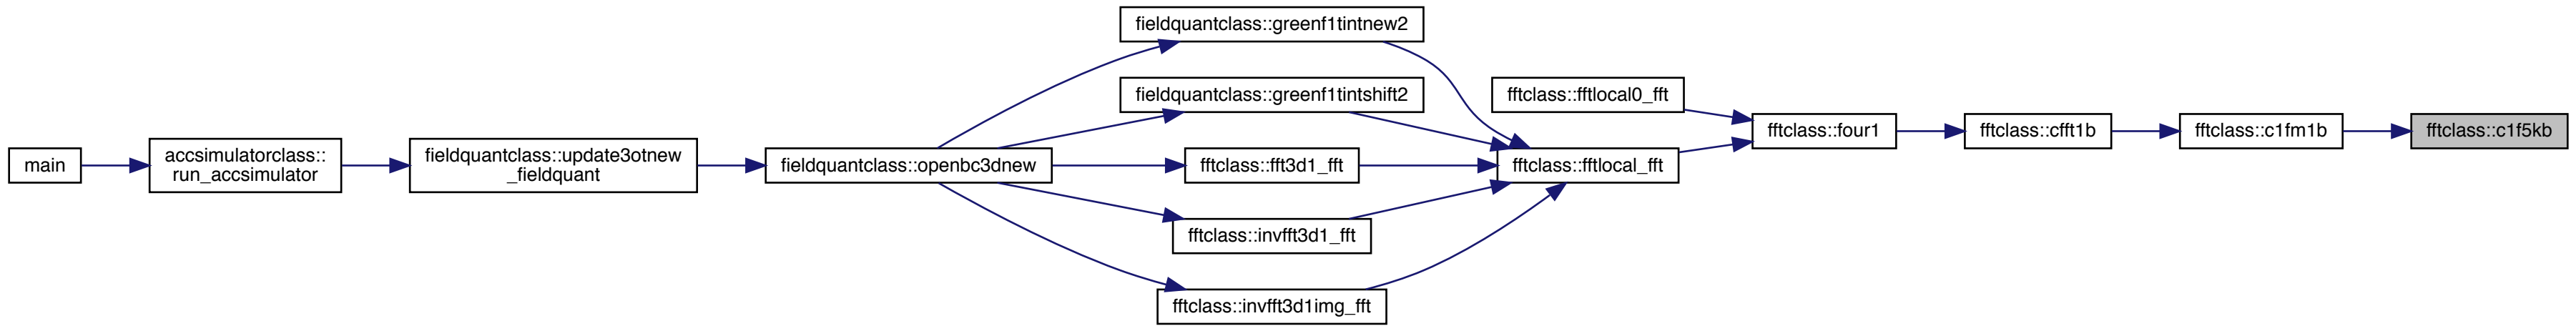 main
accsimulatorclass::
run_accsimulator
fieldquantclass::update3otnew
_fieldquant
fieldquantclass::openbc3dnew
fieldquantclass::greenf1tintnew2
fieldquantclass::greenf1tintshift2
fftclass::fft3d1_fft
fftclass::invfft3d1_fft
fftclass::invfft3d1img_fft
fftclass::fftlocal0_fft
fftclass::fftlocal_fft
fftclass::four1
fftclass::cfft1b
fftclass::c1fm1b
fftclass::c1f5kb